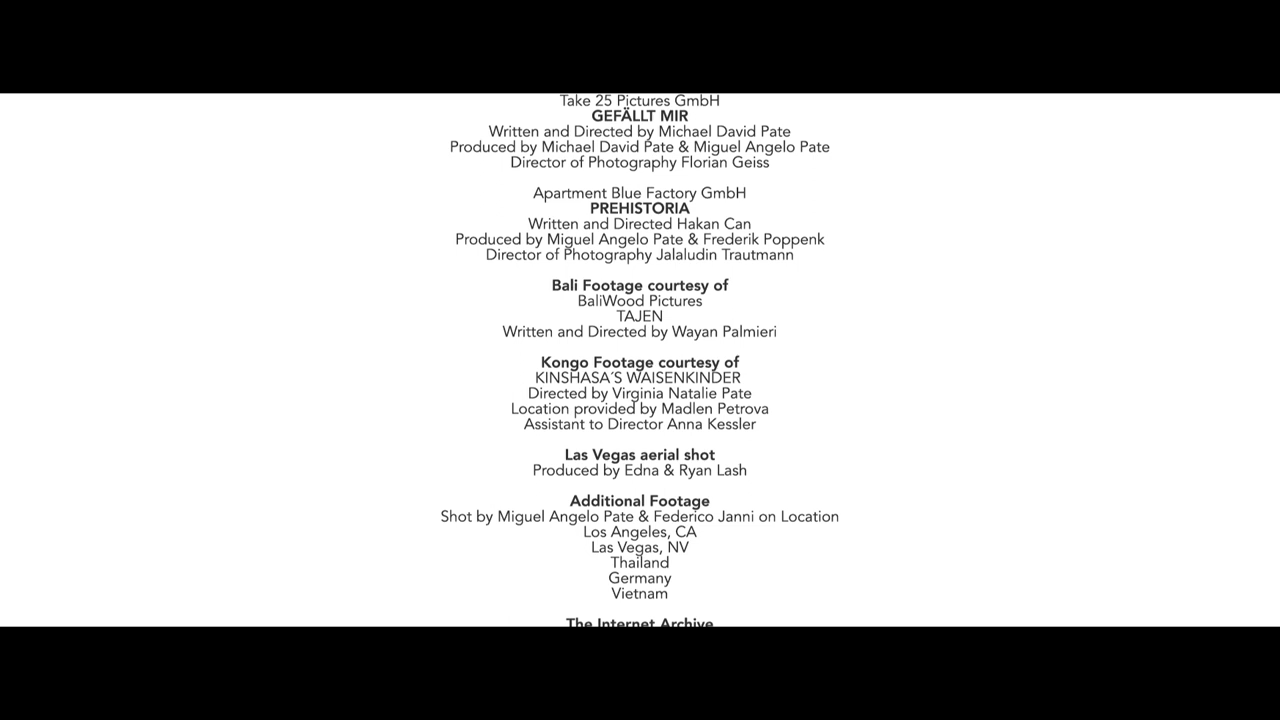 Take 25 Pictures GmbH
GEFÄLLT MIR
Written and Directed by Michael David Pate
Produced by Michael David Pate & Miguel Angelo Pate
Director of Photography Florian Geiss
Apartment Blue Factory GmbH
PREHISTORIA
Written and Directed Hakan Can
Produced by Miguel Angelo Pate & Frederik Poppenk
Director of Photography Jalaludin Trautmann
Bali Footage courtesy of
BaliWood Pictures
TAJEN
Written and Directed by Wayan Palmieri
Kongo Footage courtesy of
KINSHASA´S WAISENKINDER
Directed by Virginia Natalie Pate
Location provided by Madlen Petrova
Assistant to Director Anna Kessler
Las Vegas aerial shot
Produced by Edna & Ryan Lash
Additional Footage
Shot by Miguel Angelo Pate & Federico Janni on Location
Los Angeles, CA
Las Vegas, NV
Thailand
Germany
Vietnam
The Internet Archive